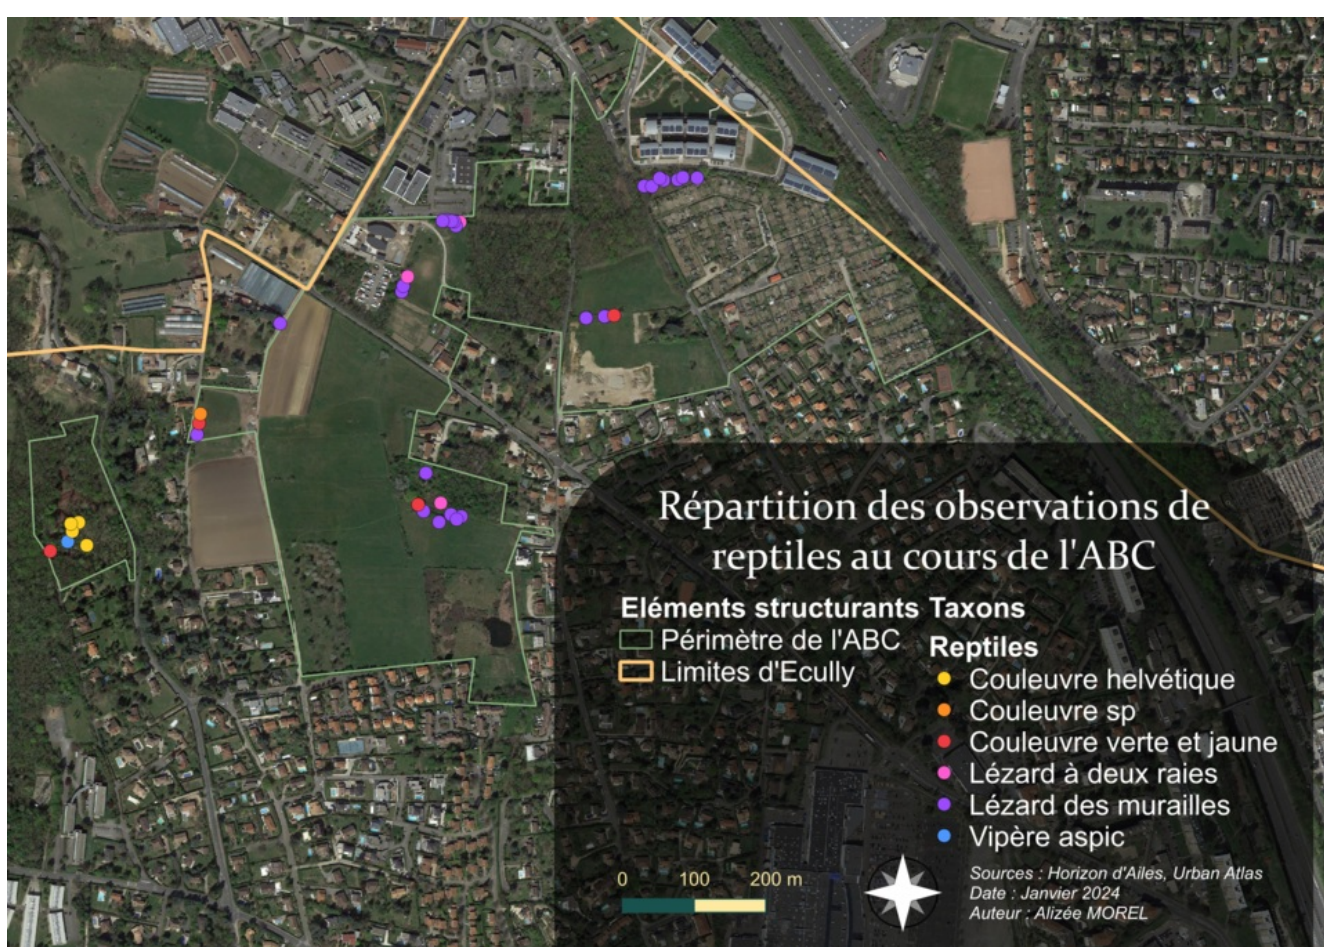 Répartition des observations de
reptiles au cours de l'ABC
Eléments structurants
Périmètre de l'ABC
Limites d'Ecully
Taxons
Reptiles
Couleuvre helvétique
Couleuvre sp
Couleuvre verte et jaune
Lézard à deux raies
Lézard des murailles
Vipère aspic
0 100 200 m
Sources : Horizon d'Ailes, Urban Atlas
Date : Janvier 2024
Auteur : Alizée MOREL